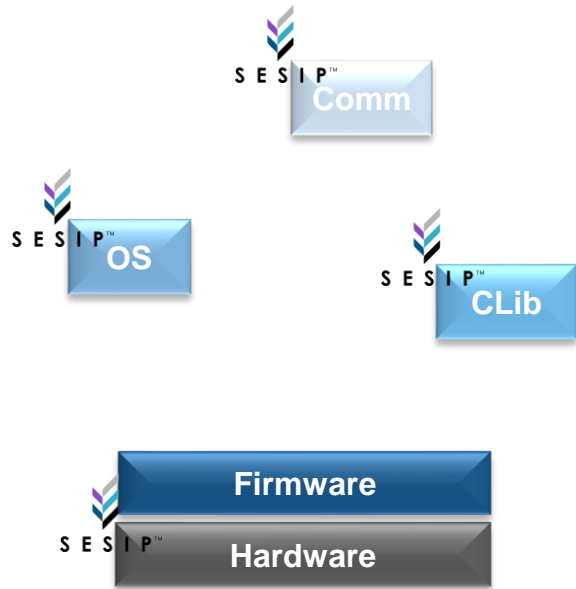 SESIP™
Comm
SESIP™
OS
SESIP™
CLib
Firmware
SESIP™
Hardware